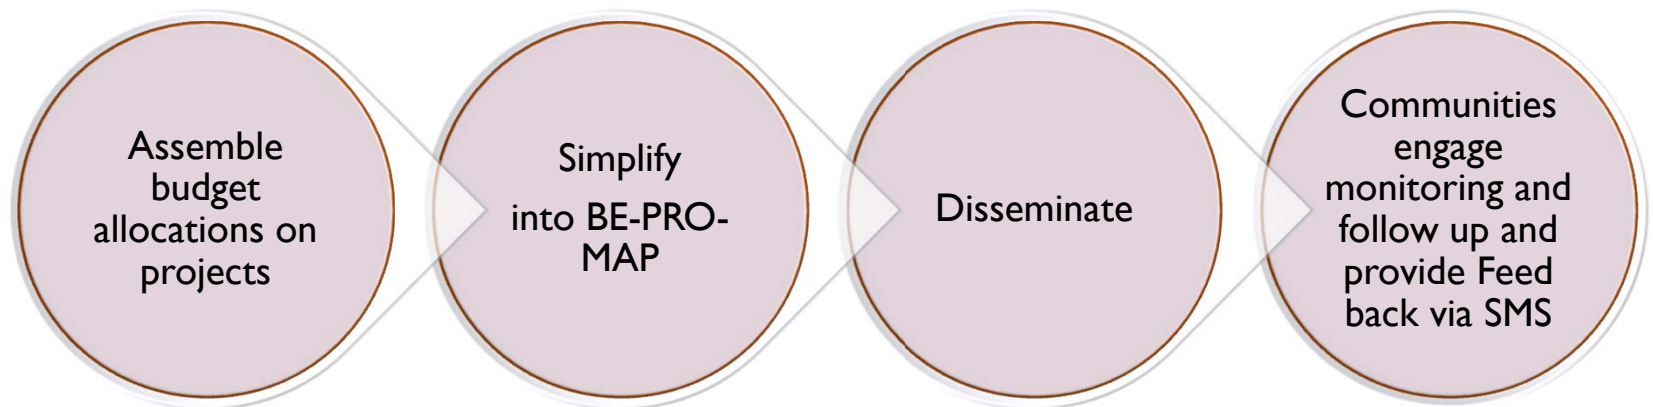 Assemble
budget
allocations on
projects
Simplify
into BE-PRO-
MAP
Disseminate
Communities
engage
monitoring and
follow up and
provide Feed
back via SMS